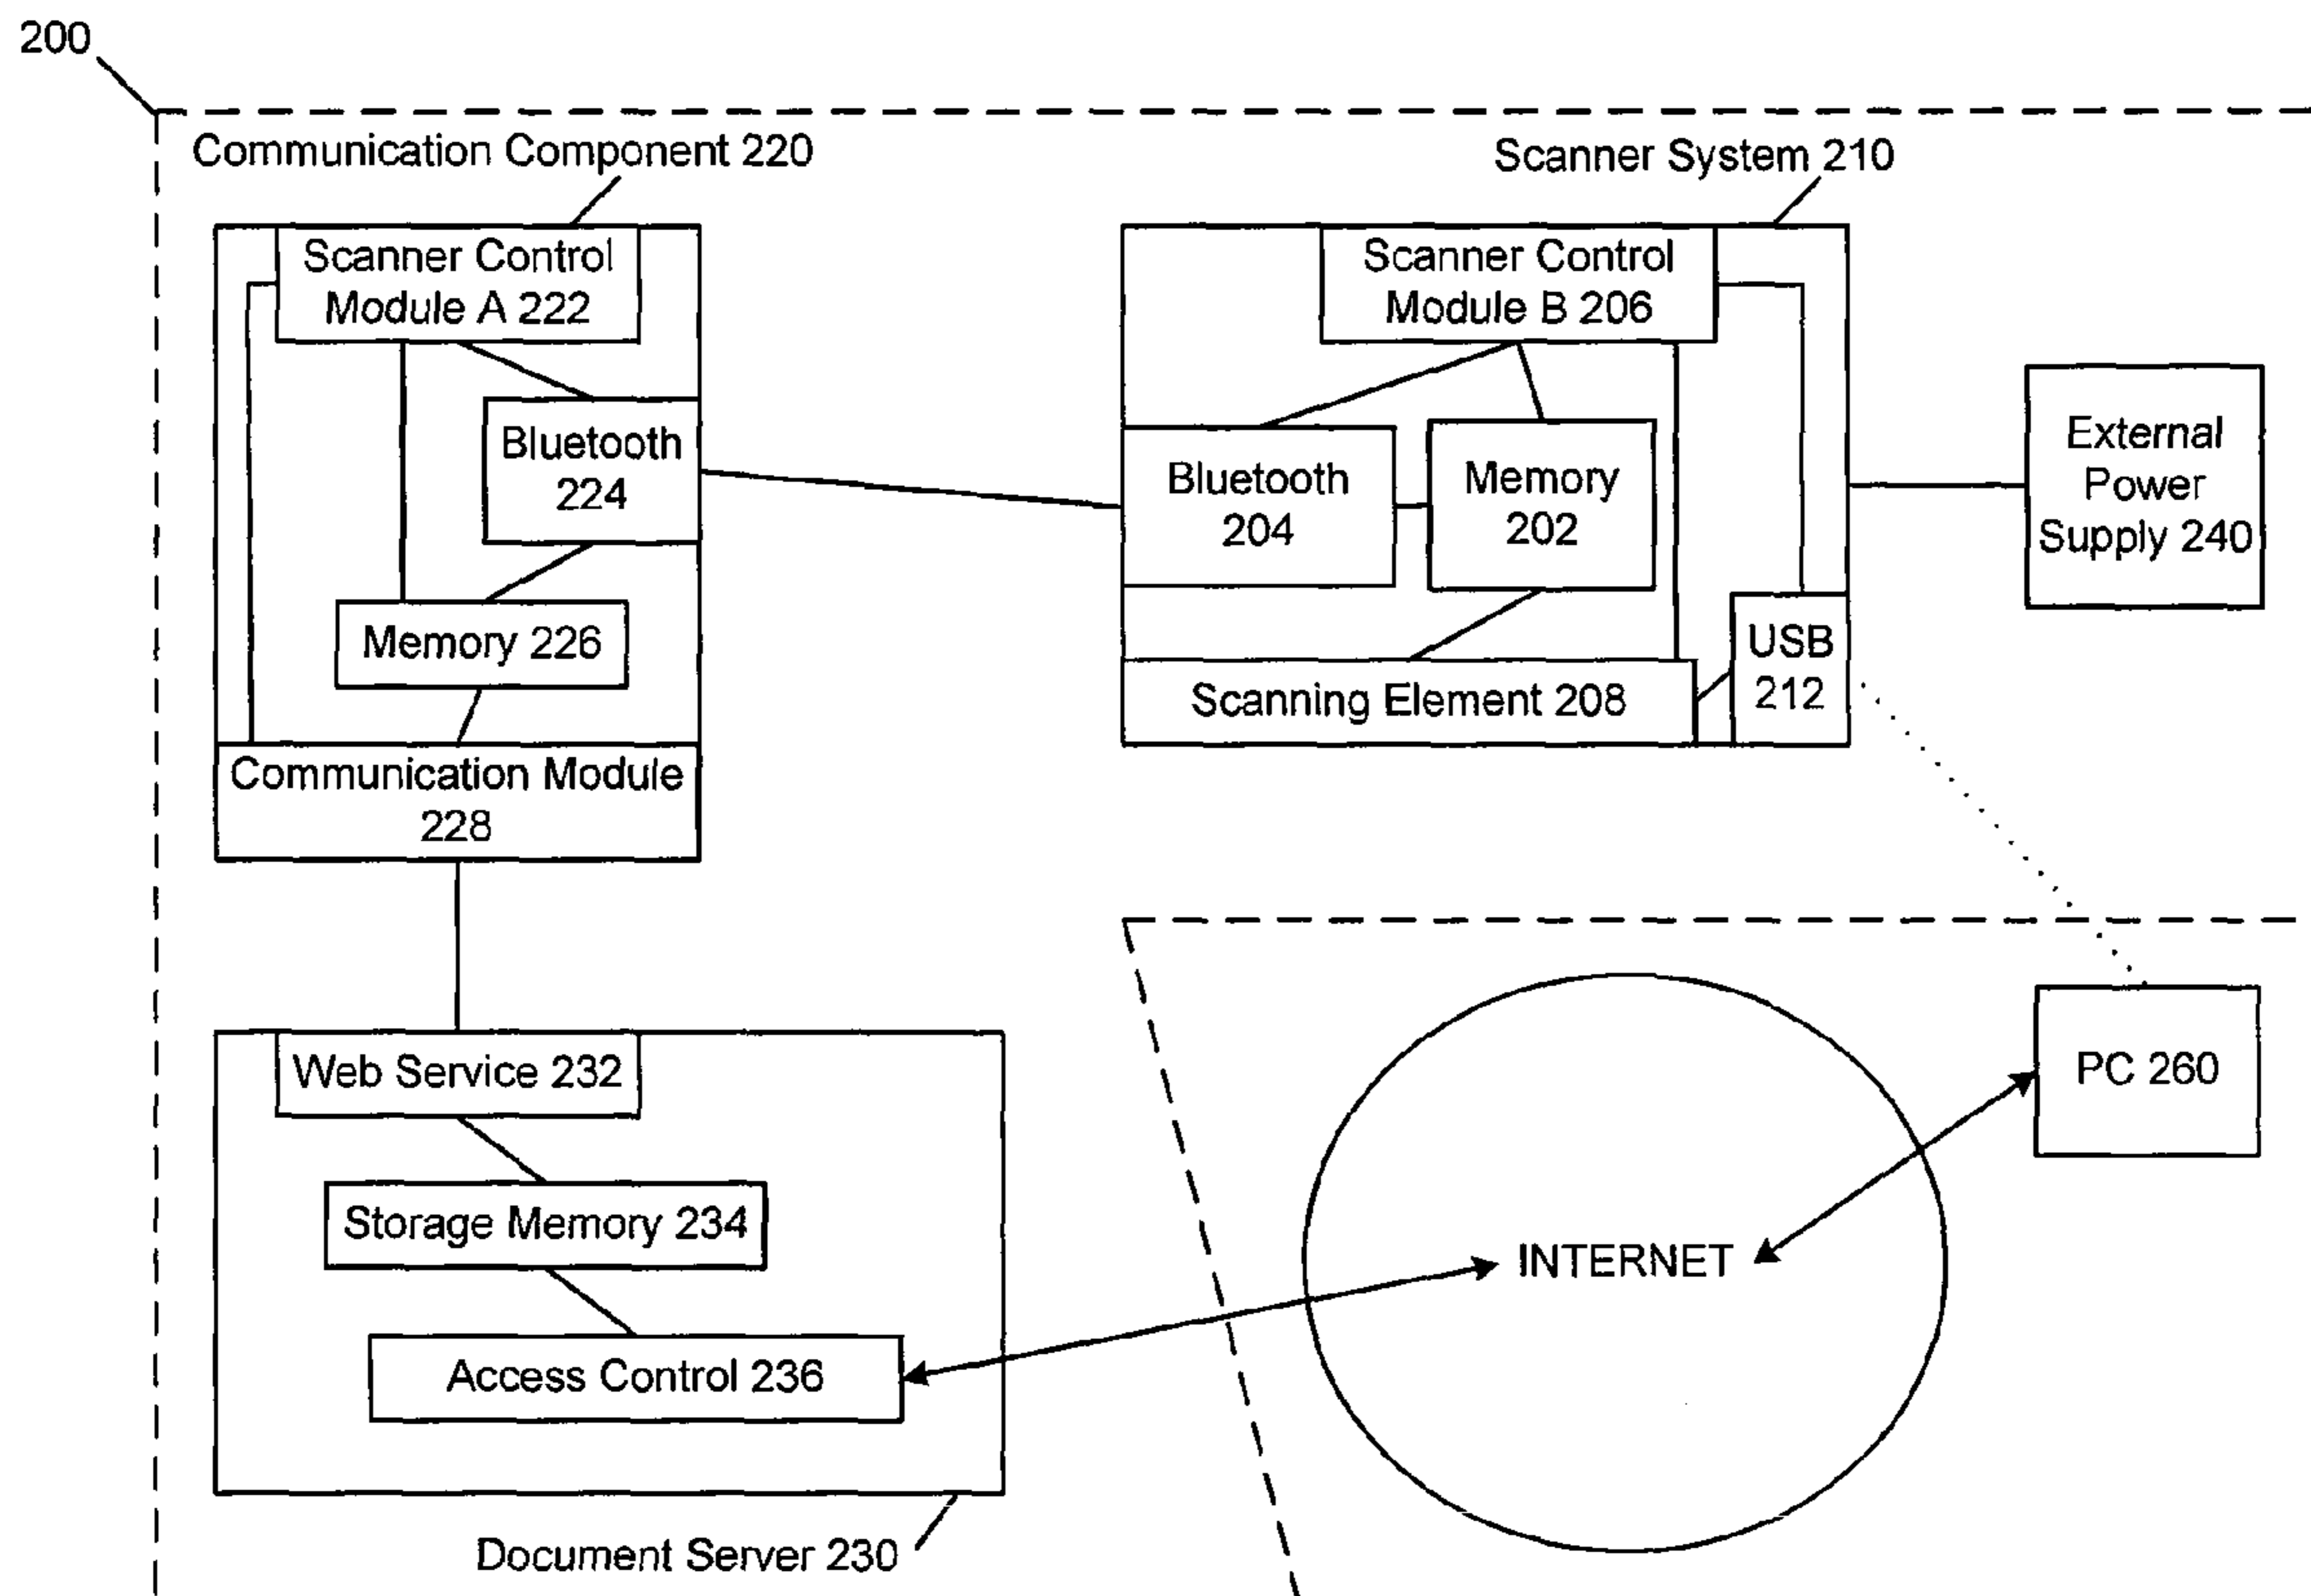 200
Communication Component 220
Scanner System 210
Scanner Control
Module A 222
Bluetooth
224
Memory 226
Communication Module
228
Scanner Control
Module B 206
Bluetooth
204
Memory
202
Scanning Element 208
USB
212
External
Power
Supply 240
Web Service 232
Storage Memory 234
Access Control 236
Document Server 230
INTERNET
PC 260